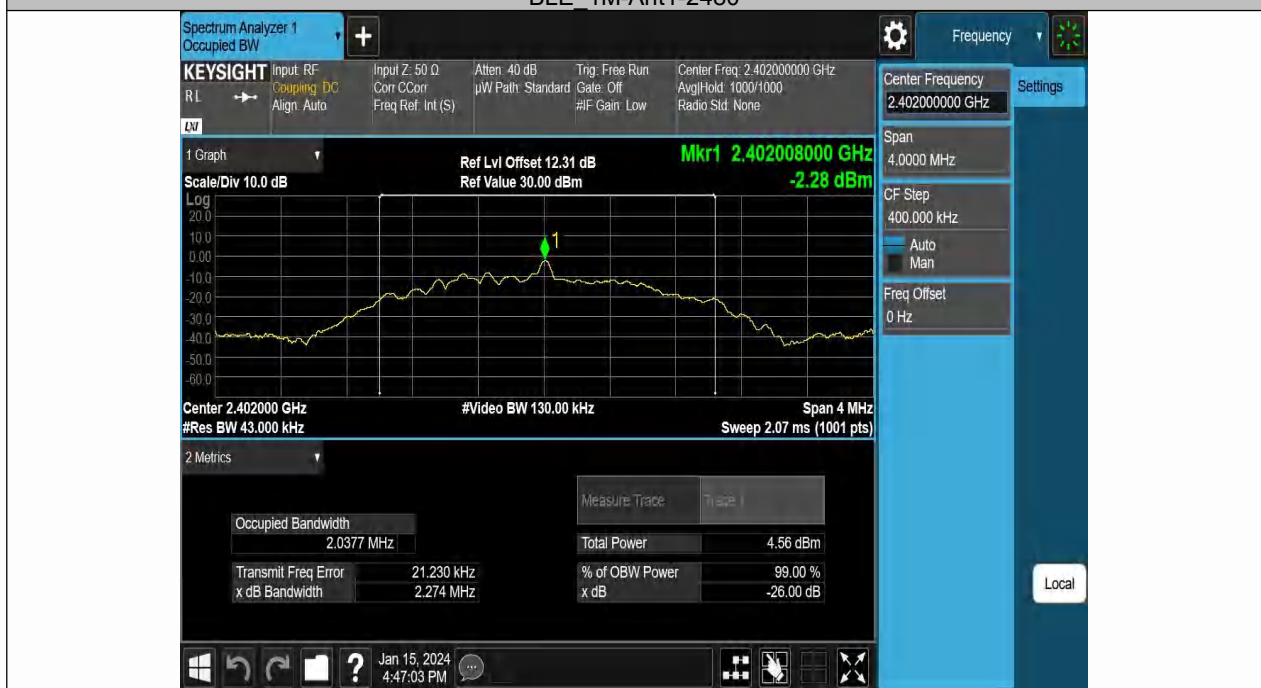 BLE_1M-Ant1-2480
Spectrum Analyzer 1
Occupied BW
+
Frequency
KEYSIGHT
RL
LXI
Input: RF
Coupling: DC
Align: Auto
Input Z: 50 Ω
Corr CCorr
Freq Ref: Int (S)
Atten: 40 dB
µW Path: Standard
Trig: Free Run
Gate: Off
#IF Gain: Low
Center Freq: 2.402000000 GHz
Avg|Hold: 1000/1000
Radio Std: None
Center Frequency
2.402000000 GHz
Settings
Span
4.0000 MHz
CF Step
400.000 kHz
Auto
Man
Freq Offset
0 Hz
Local
1 Graph
Scale/Div 10.0 dB
Ref Lvl Offset 12.31 dB
Ref Value 30.00 dBm
Mkr1 2.402008000 GHz
-2.28 dBm
Log
20.0
10.0
0.00
-10.0
-20.0
-30.0
-40.0
-50.0
-60.0
1
Center 2.402000 GHz
#Video BW 130.00 kHz
Span 4 MHz
#Res BW 43.000 kHz
Sweep 2.07 ms (1001 pts)
2 Metrics
Measure Trace
Trace 1
Occupied Bandwidth
2.0377 MHz
Total Power
4.56 dBm
Transmit Freq Error
21.230 kHz
% of OBW Power
99.00 %
x dB Bandwidth
2.274 MHz
x dB
-26.00 dB
?
Jan 15, 2024
4:47:03 PM